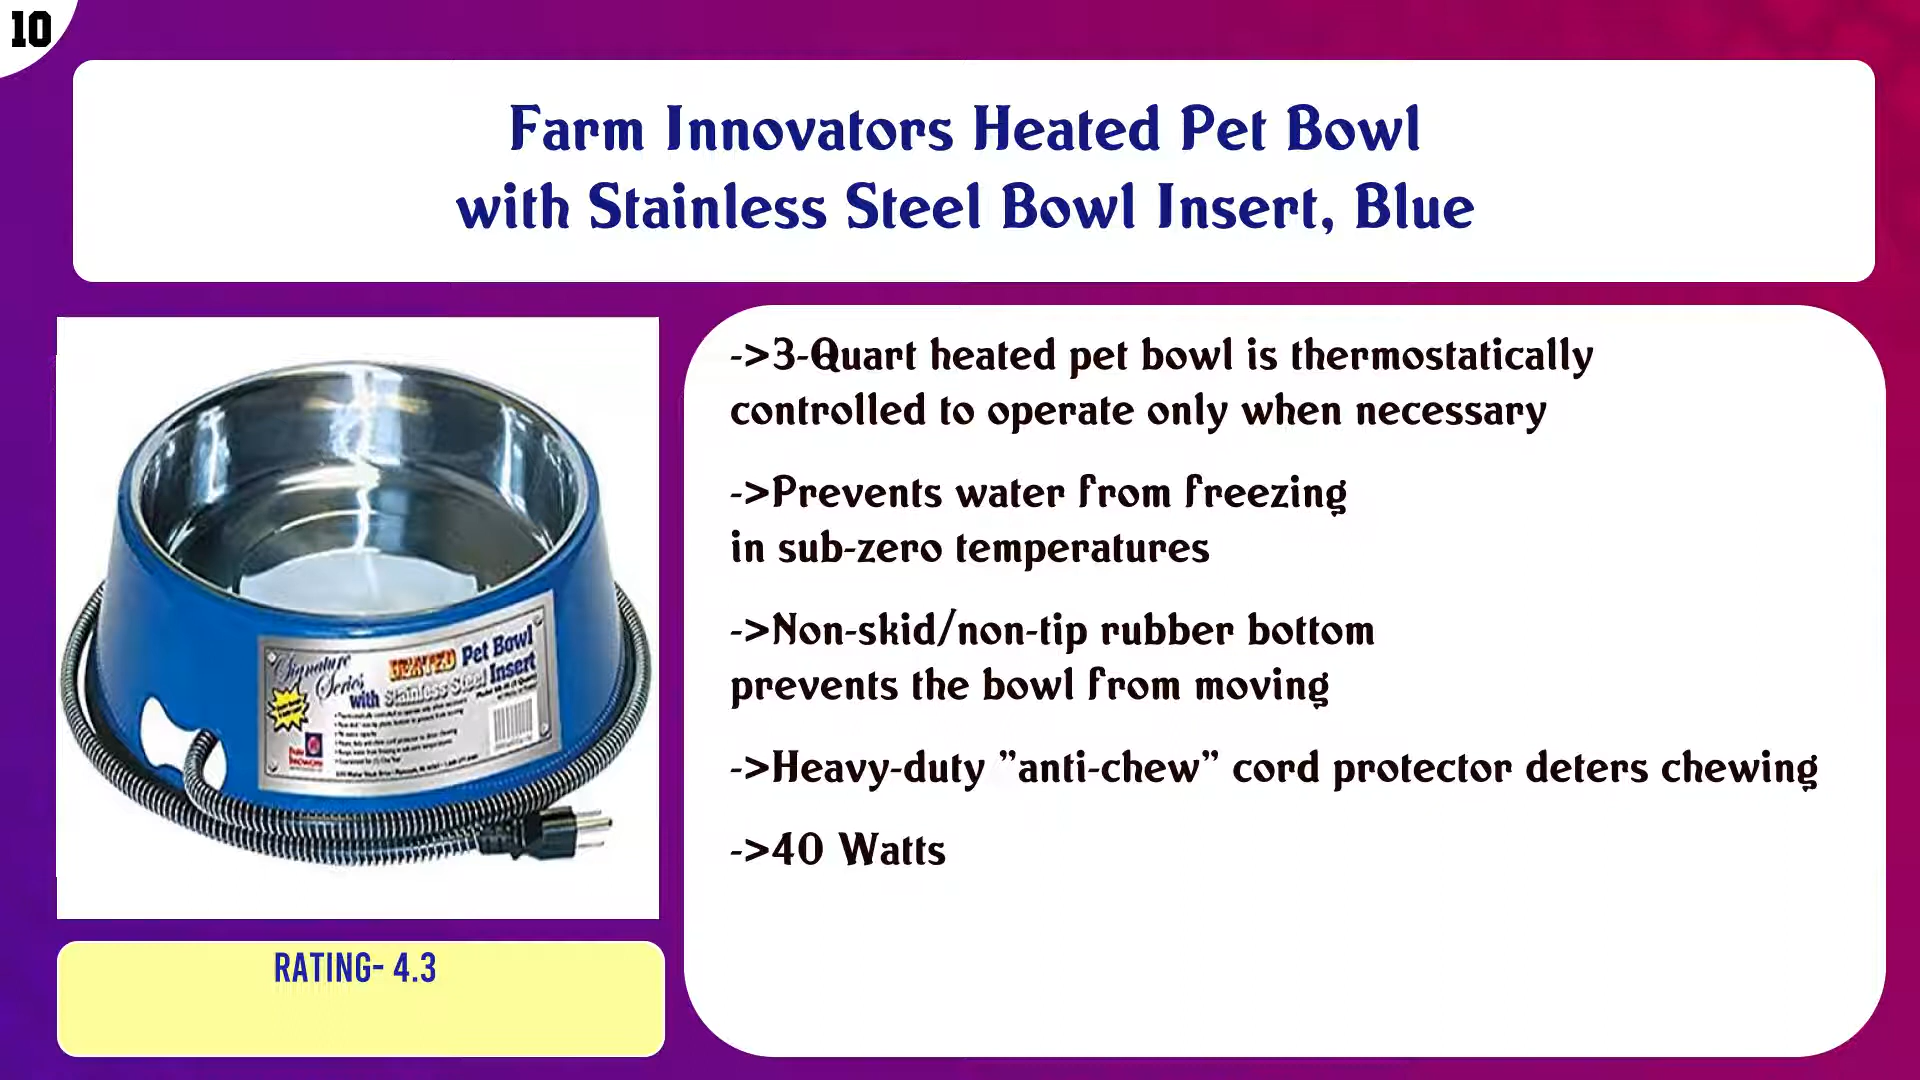 10
Farm Innovators Heated Pet Bowl
with Stainless Steel Bowl Insert, Blue
->3-Quart heated pet bowl is thermostatically
controlled to operate only when necessary
->Prevents water from freezing
in sub-zero temperatures
->Non-skid/non-tip rubber bottom
prevents the bowl from moving
->Heavy-duty "anti-chew" cord protector deters chewing
->40 Watts
Signature
Series
HEATED Pet Bowl
with Stainless Steel Insert
RATING- 4.3